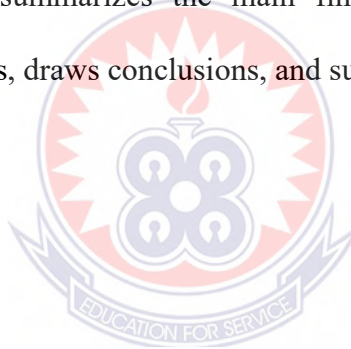 summarizes the main
s, draws conclusions, and su
EDUCATION FOR SERVICE